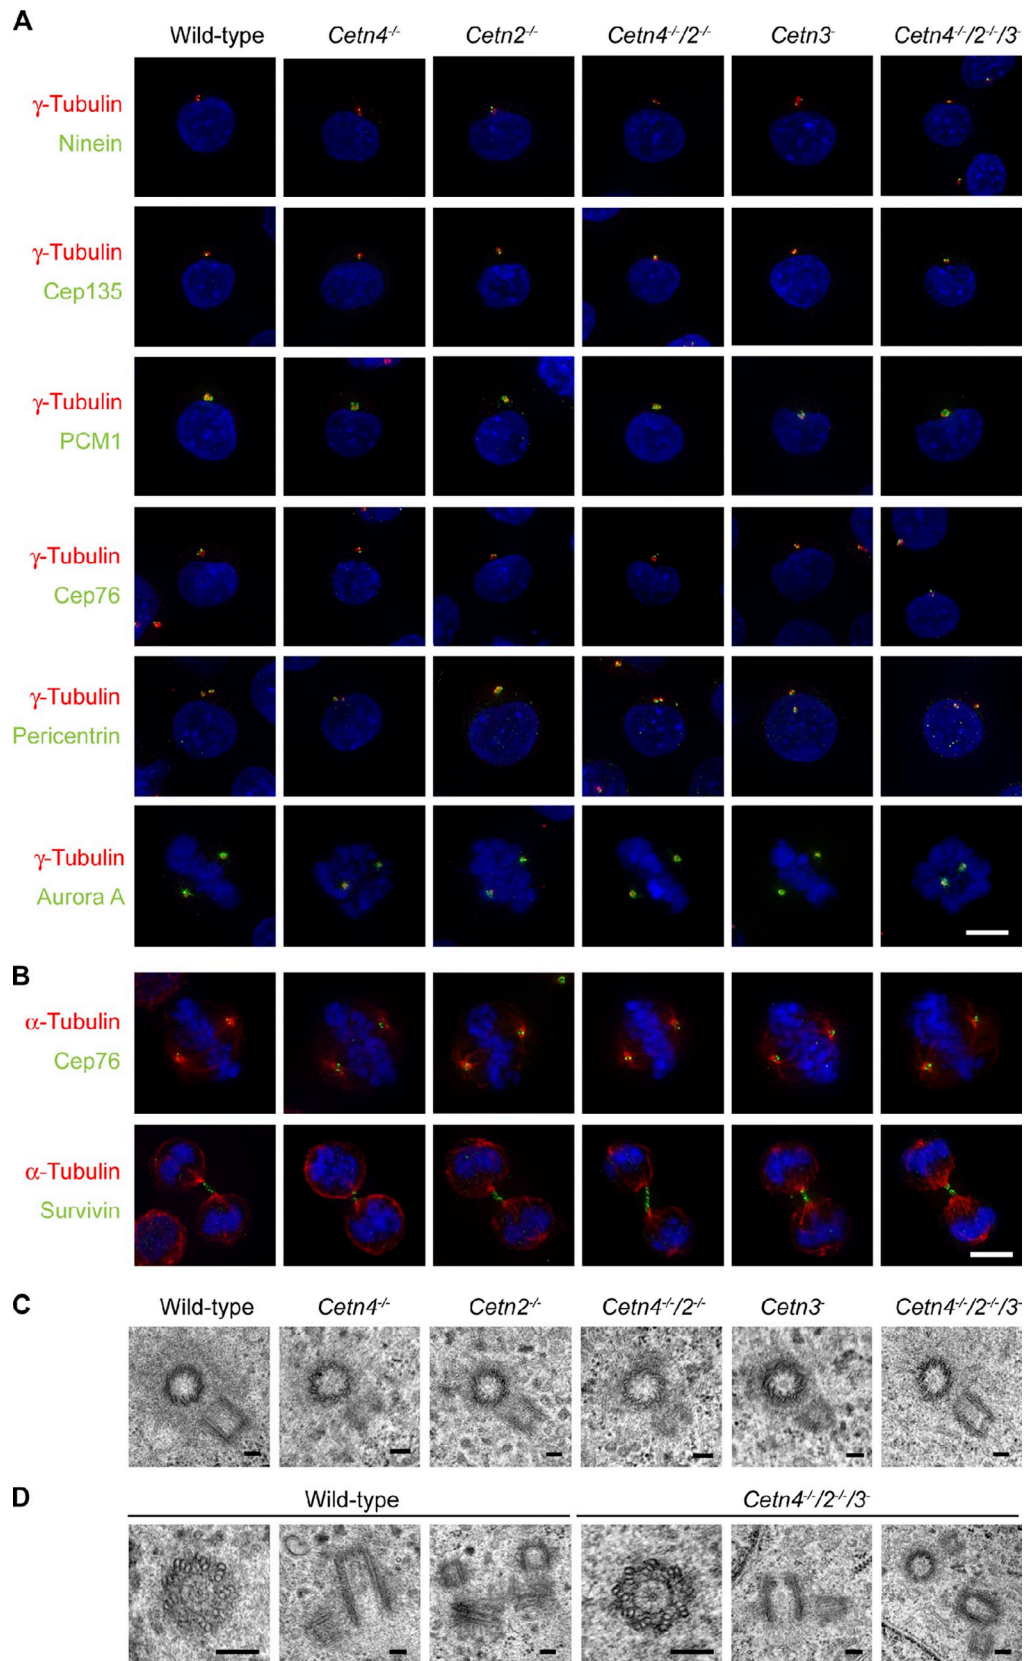 A
Wild-type Cetn4-/- Cetn2-/- Cetn4-/-/2-/- Cetn3- Cetn4-/-/2-/-/3-
γ-Tubulin
Ninein
γ-Tubulin
Cep135
γ-Tubulin
PCM1
γ-Tubulin
Cep76
γ-Tubulin
Pericentrin
γ-Tubulin
Aurora A
B
α-Tubulin
Cep76
α-Tubulin
Survivin
C
Wild-type Cetn4-/- Cetn2-/- Cetn4-/-/2-/- Cetn3- Cetn4-/-/2-/-/3-
D
Wild-type Cetn4-/-/2-/-/3-